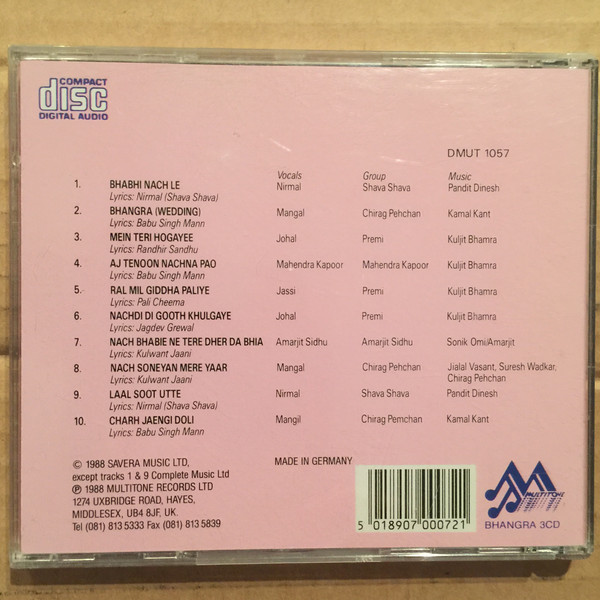 COMPACT
disc
DIGITAL AUDIO
DMUT 1057
Vocals Group Music
1. BHABHI NACH LE Nirmal Shava Shava Pandit Dinesh
Lyrics: Nirmal (Shava Shava)
2. BHANGRA (WEDDING) Mangal Chirag Pehchan Kamal Kant
Lyrics: Babu Singh Mann
3. MEIN TERI HOGAYEE Johal Premi Kuljit Bhamra
Lyrics: Randhir Sandhu
4. AJ TENOON NACHNA PAO Mahendra Kapoor Mahendra Kapoor Kuljit Bhamra
Lyrics: Babu Singh Mann
5. RAL MIL GIDDHA PALIYE Jassi Premi Kuljit Bhamra
Lyrics: Pali Cheema
6. NACHDI DI GOOTH KHULGAYE Johal Premi Kuljit Bhamra
Lyrics: Jagdev Grewal
7. NACH BHABIE NE TERE DHER DA BHIA Amarjit Sidhu Amarjit Sidhu Sonik Omi/Amarjit
Lyrics: Kulwant Jaani
8. NACH SONEYAN MERE YAAR Mangal Chirag Pehchan Jialal Vasant, Suresh Wadkar,
Lyrics: Kulwant Jaani Chirag Pehchan
9. LAAL SOOT UTTE Nirmal Shava Shava Pandit Dinesh
Lyrics: Nirmal (Shava Shava)
10. CHARH JAENGI DOLI Mangil Chirag Pemchan Kamal Kant
Lyrics: Babu Singh Mann
© 1988 SAVERA MUSIC LTD, MADE IN GERMANY
except tracks 1 & 9 Complete Music Ltd
℗ 1988 MULTITONE RECORDS LTD
1274 UXBRIDGE ROAD, HAYES,
MIDDLESEX, UB4 8JF, UK.
Tel (081) 813 5333 Fax (081) 813 5839
5 018907 000721
MULTITONE
BHANGRA 3CD